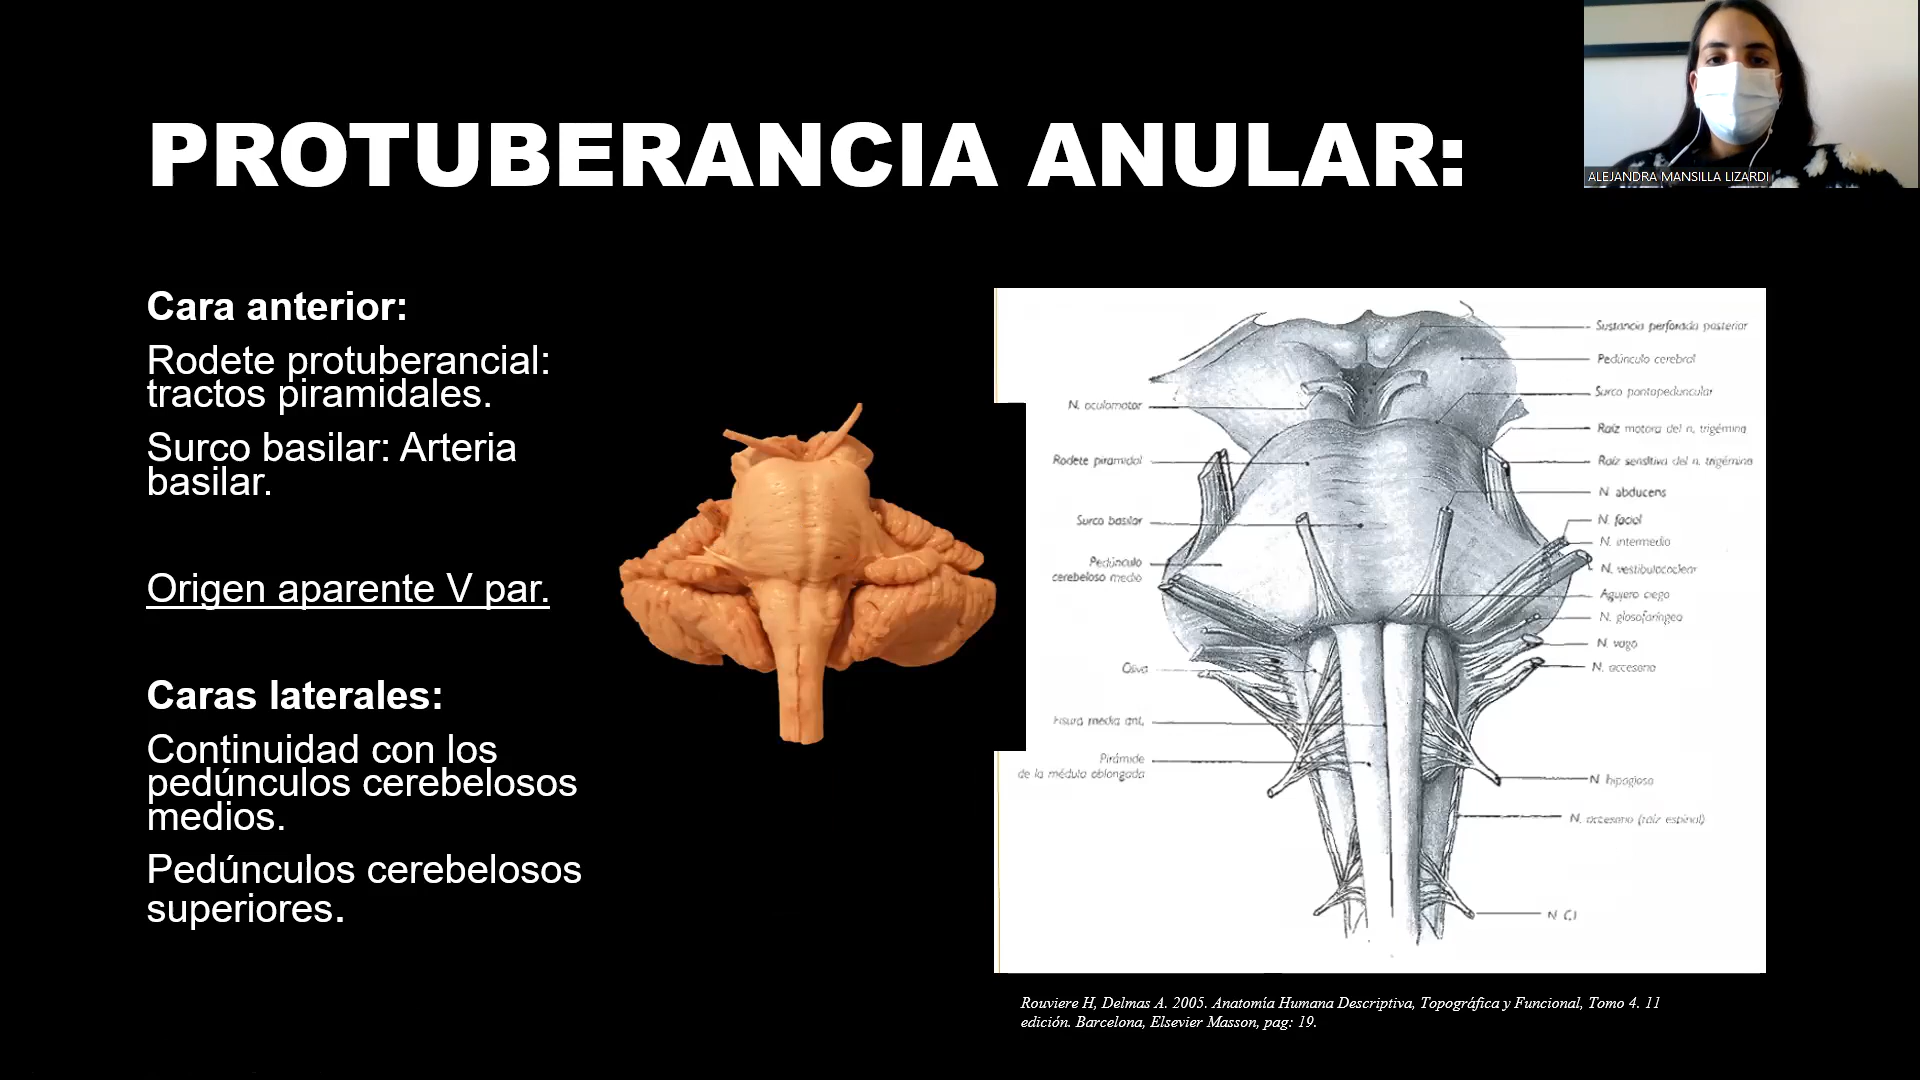 PROTUBERANCIA ANULAR:
ALEJANDRA MANSILLA LIZARDI
Cara anterior:
Rodete protuberancial:
tractos piramidales.
Surco basilar: Arteria
basilar.
Origen aparente V par.
Caras laterales:
Continuidad con los
pedúnculos cerebelosos
medios.
Pedúnculos cerebelosos
superiores.
N. oculomotor
Rodete piramidal
Surco basilar
Pedúnculo
cerebeloso medio
Oliva
Fisura media ant.
Pirámide
de la médula oblongada
Sustancia perforada posterior
Pedúnculo cerebral
Surco pontopeduncular
Raíz motora del n. trigémino
Raíz sensitiva del n. trigémino
N abducens
N. facial
N. intermedio
N. vestibulococlear
Agujero ciego
N. glosofaríngeo
N. vago
N. accesorio
N hipogloso
N. accesorio (raíz espinal)
N C1
Rouviere H, Delmas A. 2005. Anatomía Humana Descriptiva, Topográfica y Funcional, Tomo 4. 11
edición. Barcelona, Elsevier Masson, pag: 19.